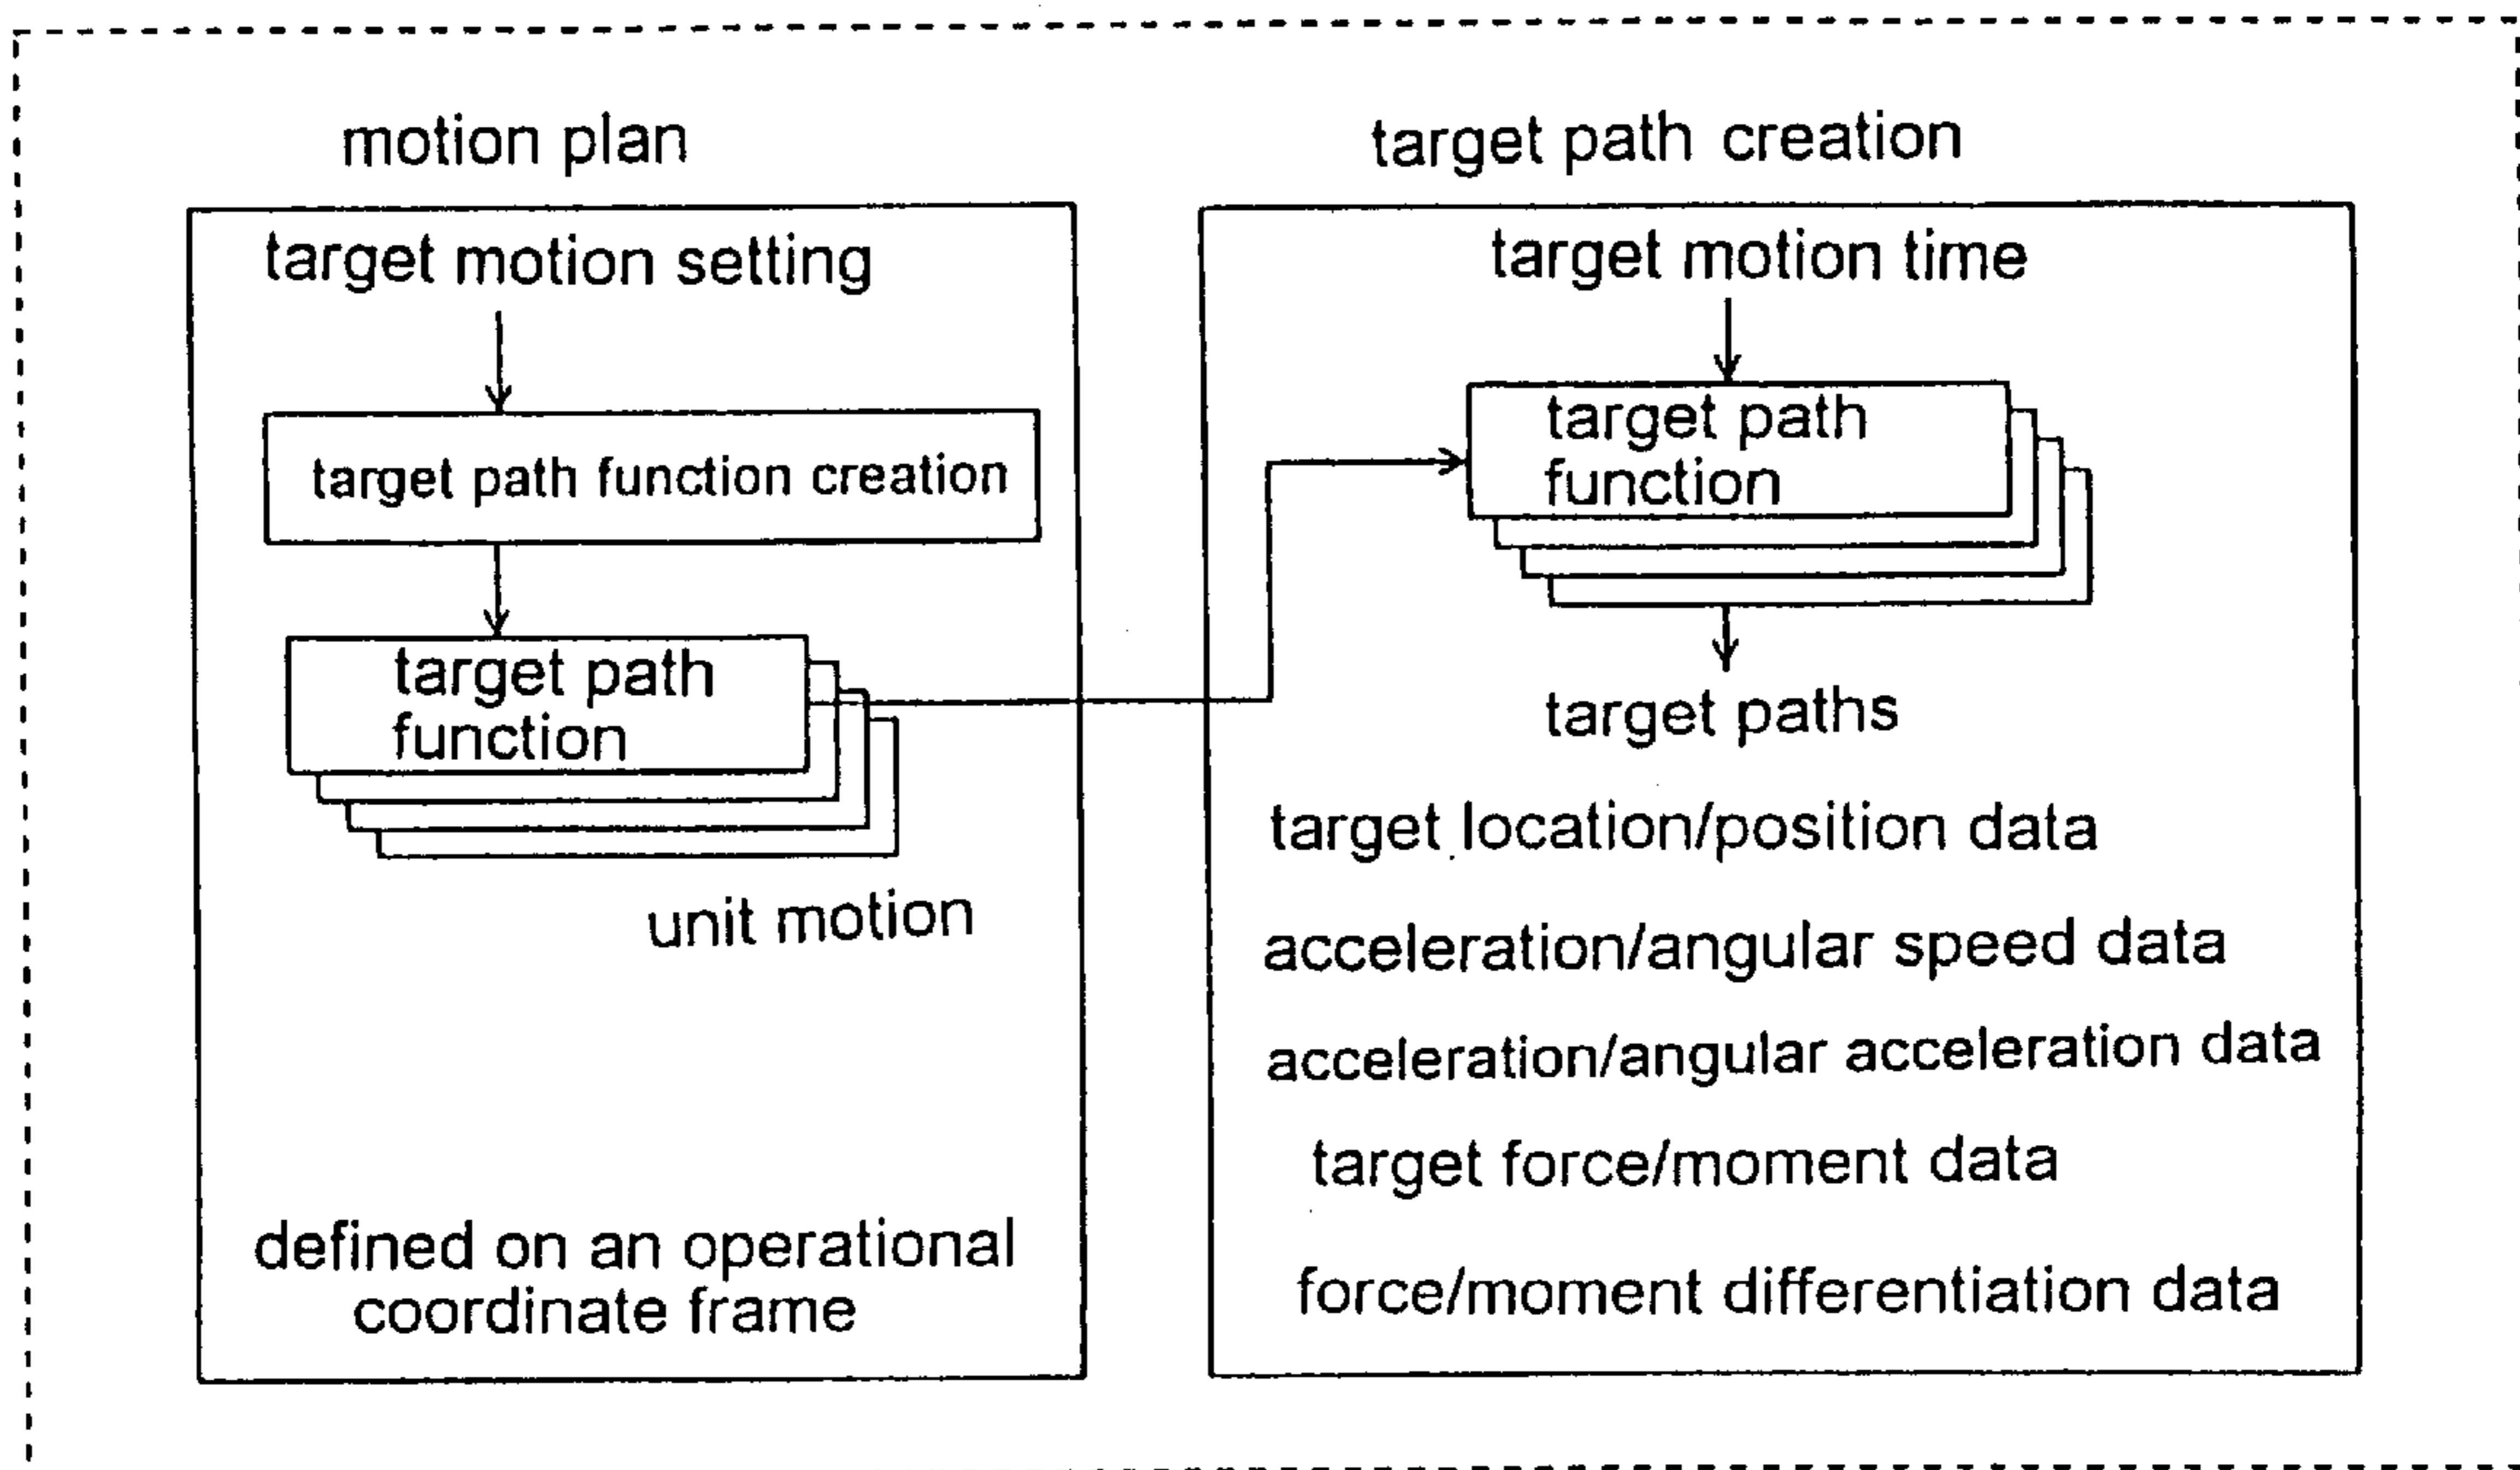 motion plan
target motion setting
target path function creation
target path
function
unit motion
defined on an operational
coordinate frame
target path creation
target motion time
target path
function
target paths
target location/position data
acceleration/angular speed data
acceleration/angular acceleration data
target force/moment data
force/moment differentiation data